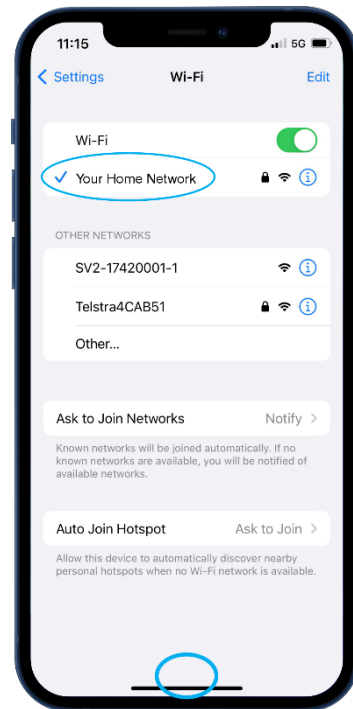 11:15 5G
Settings Wi-Fi Edit
Wi-Fi
Your Home Network
OTHER NETWORKS
SV2-17420001-1
Telstra4CAB51
Other...
Ask to Join Networks Notify
Known networks will be joined automatically. If no
known networks are available, you will be notified of
available networks.
Auto Join Hotspot Ask to Join
Allow this device to automatically discover nearby
personal hotspots when no Wi-Fi network is available.